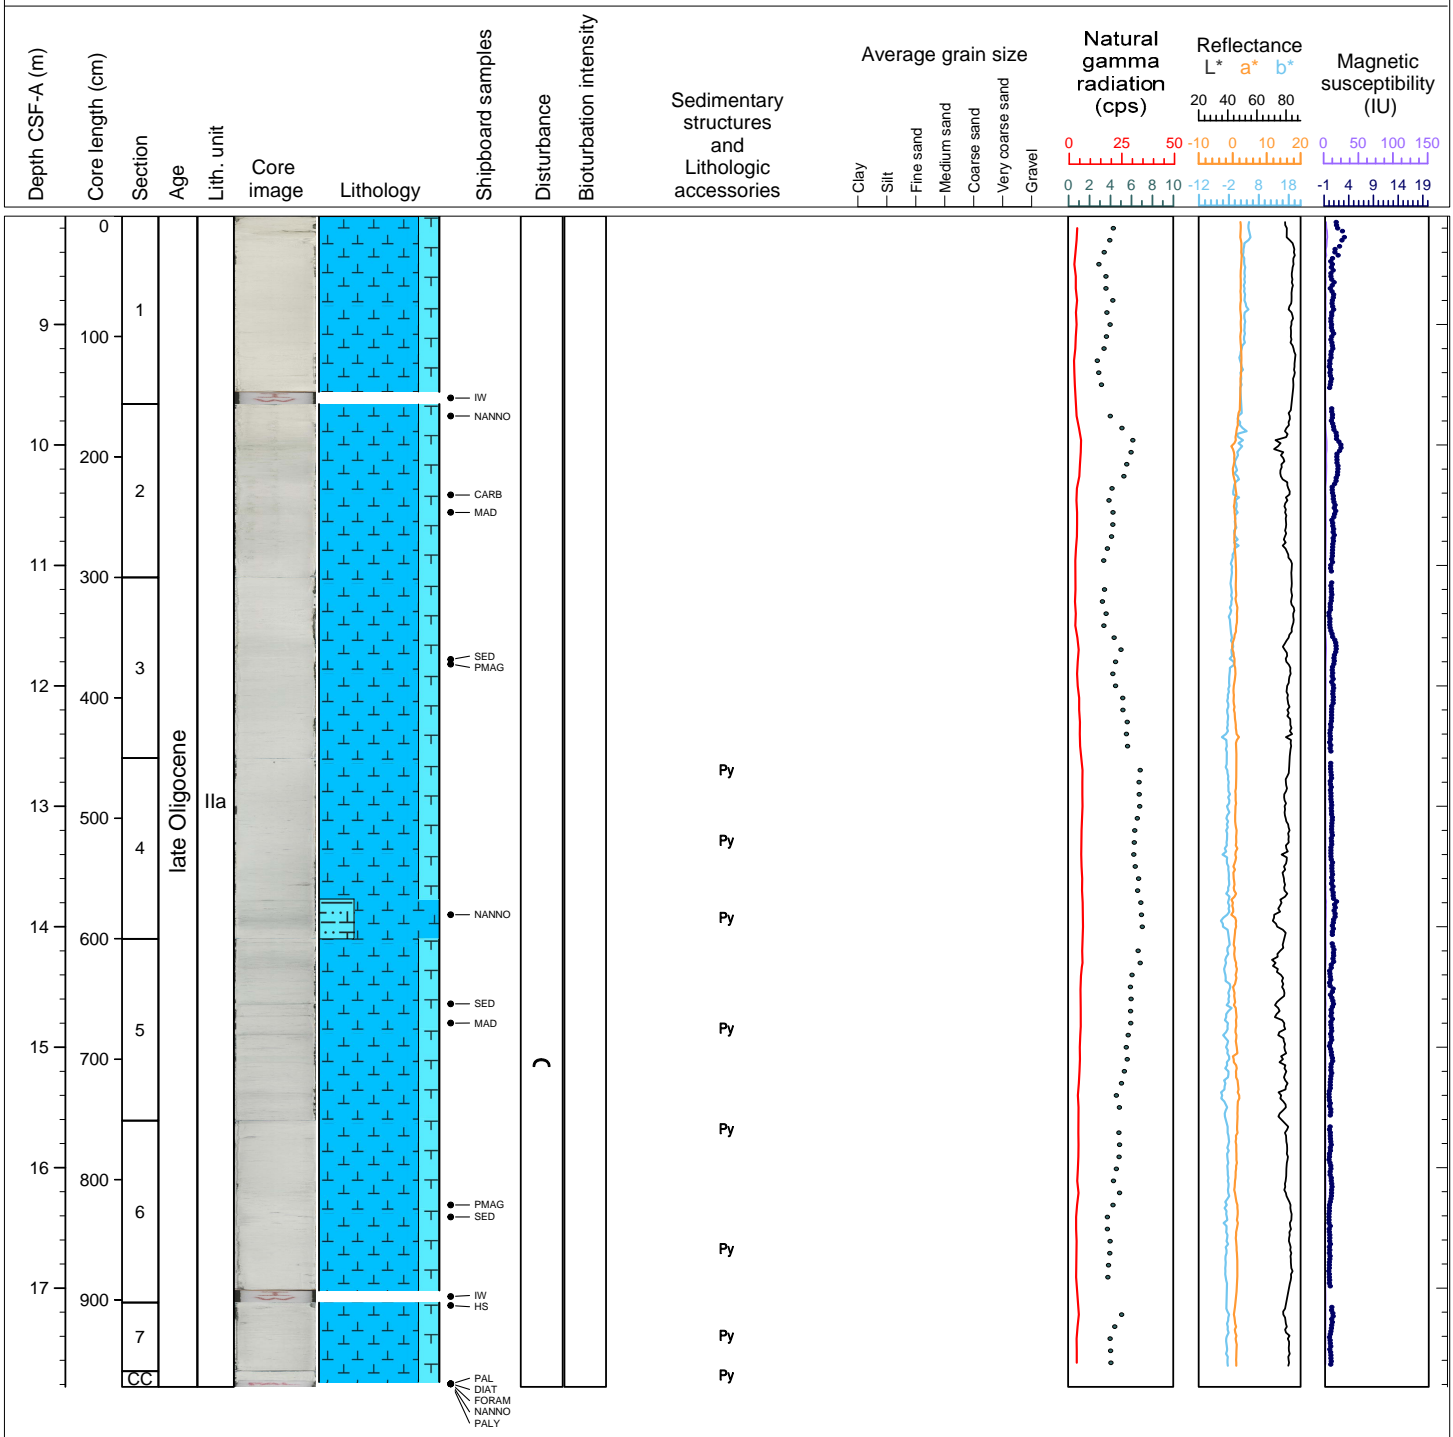 Depth CSF-A (m)
Core length (cm)
Section
Age
Lith. unit
Core
image
Lithology
Shipboard samples
Disturbance
Bioturbation intensity
Sedimentary
structures
and
Lithologic
accessories
Average grain size
Clay
Silt
Fine sand
Medium sand
Coarse sand
Very coarse sand
Gravel
Natural
gamma
radiation
(cps)
0 25 50
0 2 4 6 8 10
Reflectance
L* a* b*
20 40 60 80
-10 0 10 20
-12 -2 8 18
Magnetic
susceptibility
(IU)
0 50 100 150
-1 4 9 14 19
9
10
11
12
13
14
15
16
17
0
100
200
300
400
500
600
700
800
900
1
2
3
4
5
6
7
CC
late Oligocene
IIa
IW
NANNO
CARB
MAD
SED
PMAG
NANNO
SED
MAD
PMAG
SED
IW
HS
PAL
DIAT
FORAM
NANNO
PALY
Py
Py
Py
Py
Py
Py
Py
Py